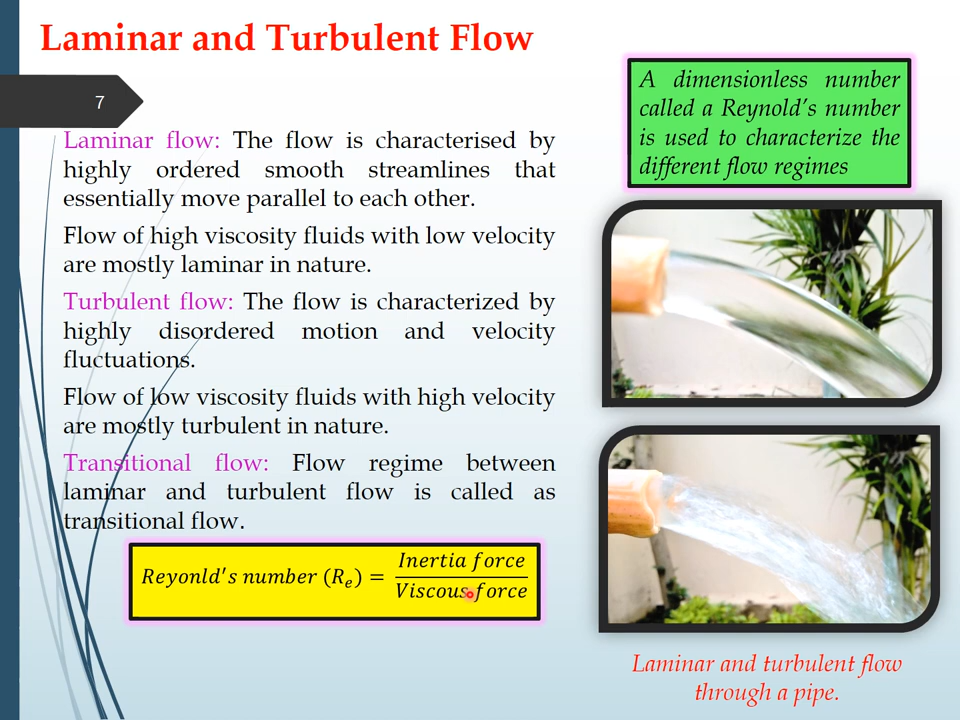 Laminar and Turbulent Flow
7
Laminar flow: The flow is characterised by
highly ordered smooth streamlines that
essentially move parallel to each other.
Flow of high viscosity fluids with low velocity
are mostly laminar in nature.
Turbulent flow: The flow is characterized by
highly disordered motion and velocity
fluctuations.
Flow of low viscosity fluids with high velocity
are mostly turbulent in nature.
Transitional flow: Flow regime between
laminar and turbulent flow is called as
transitional flow.
Reyonld's number (Re) = Inertia force
Viscous force
A dimensionless number
called a Reynold's number
is used to characterize the
different flow regimes
Laminar and turbulent flow
through a pipe.